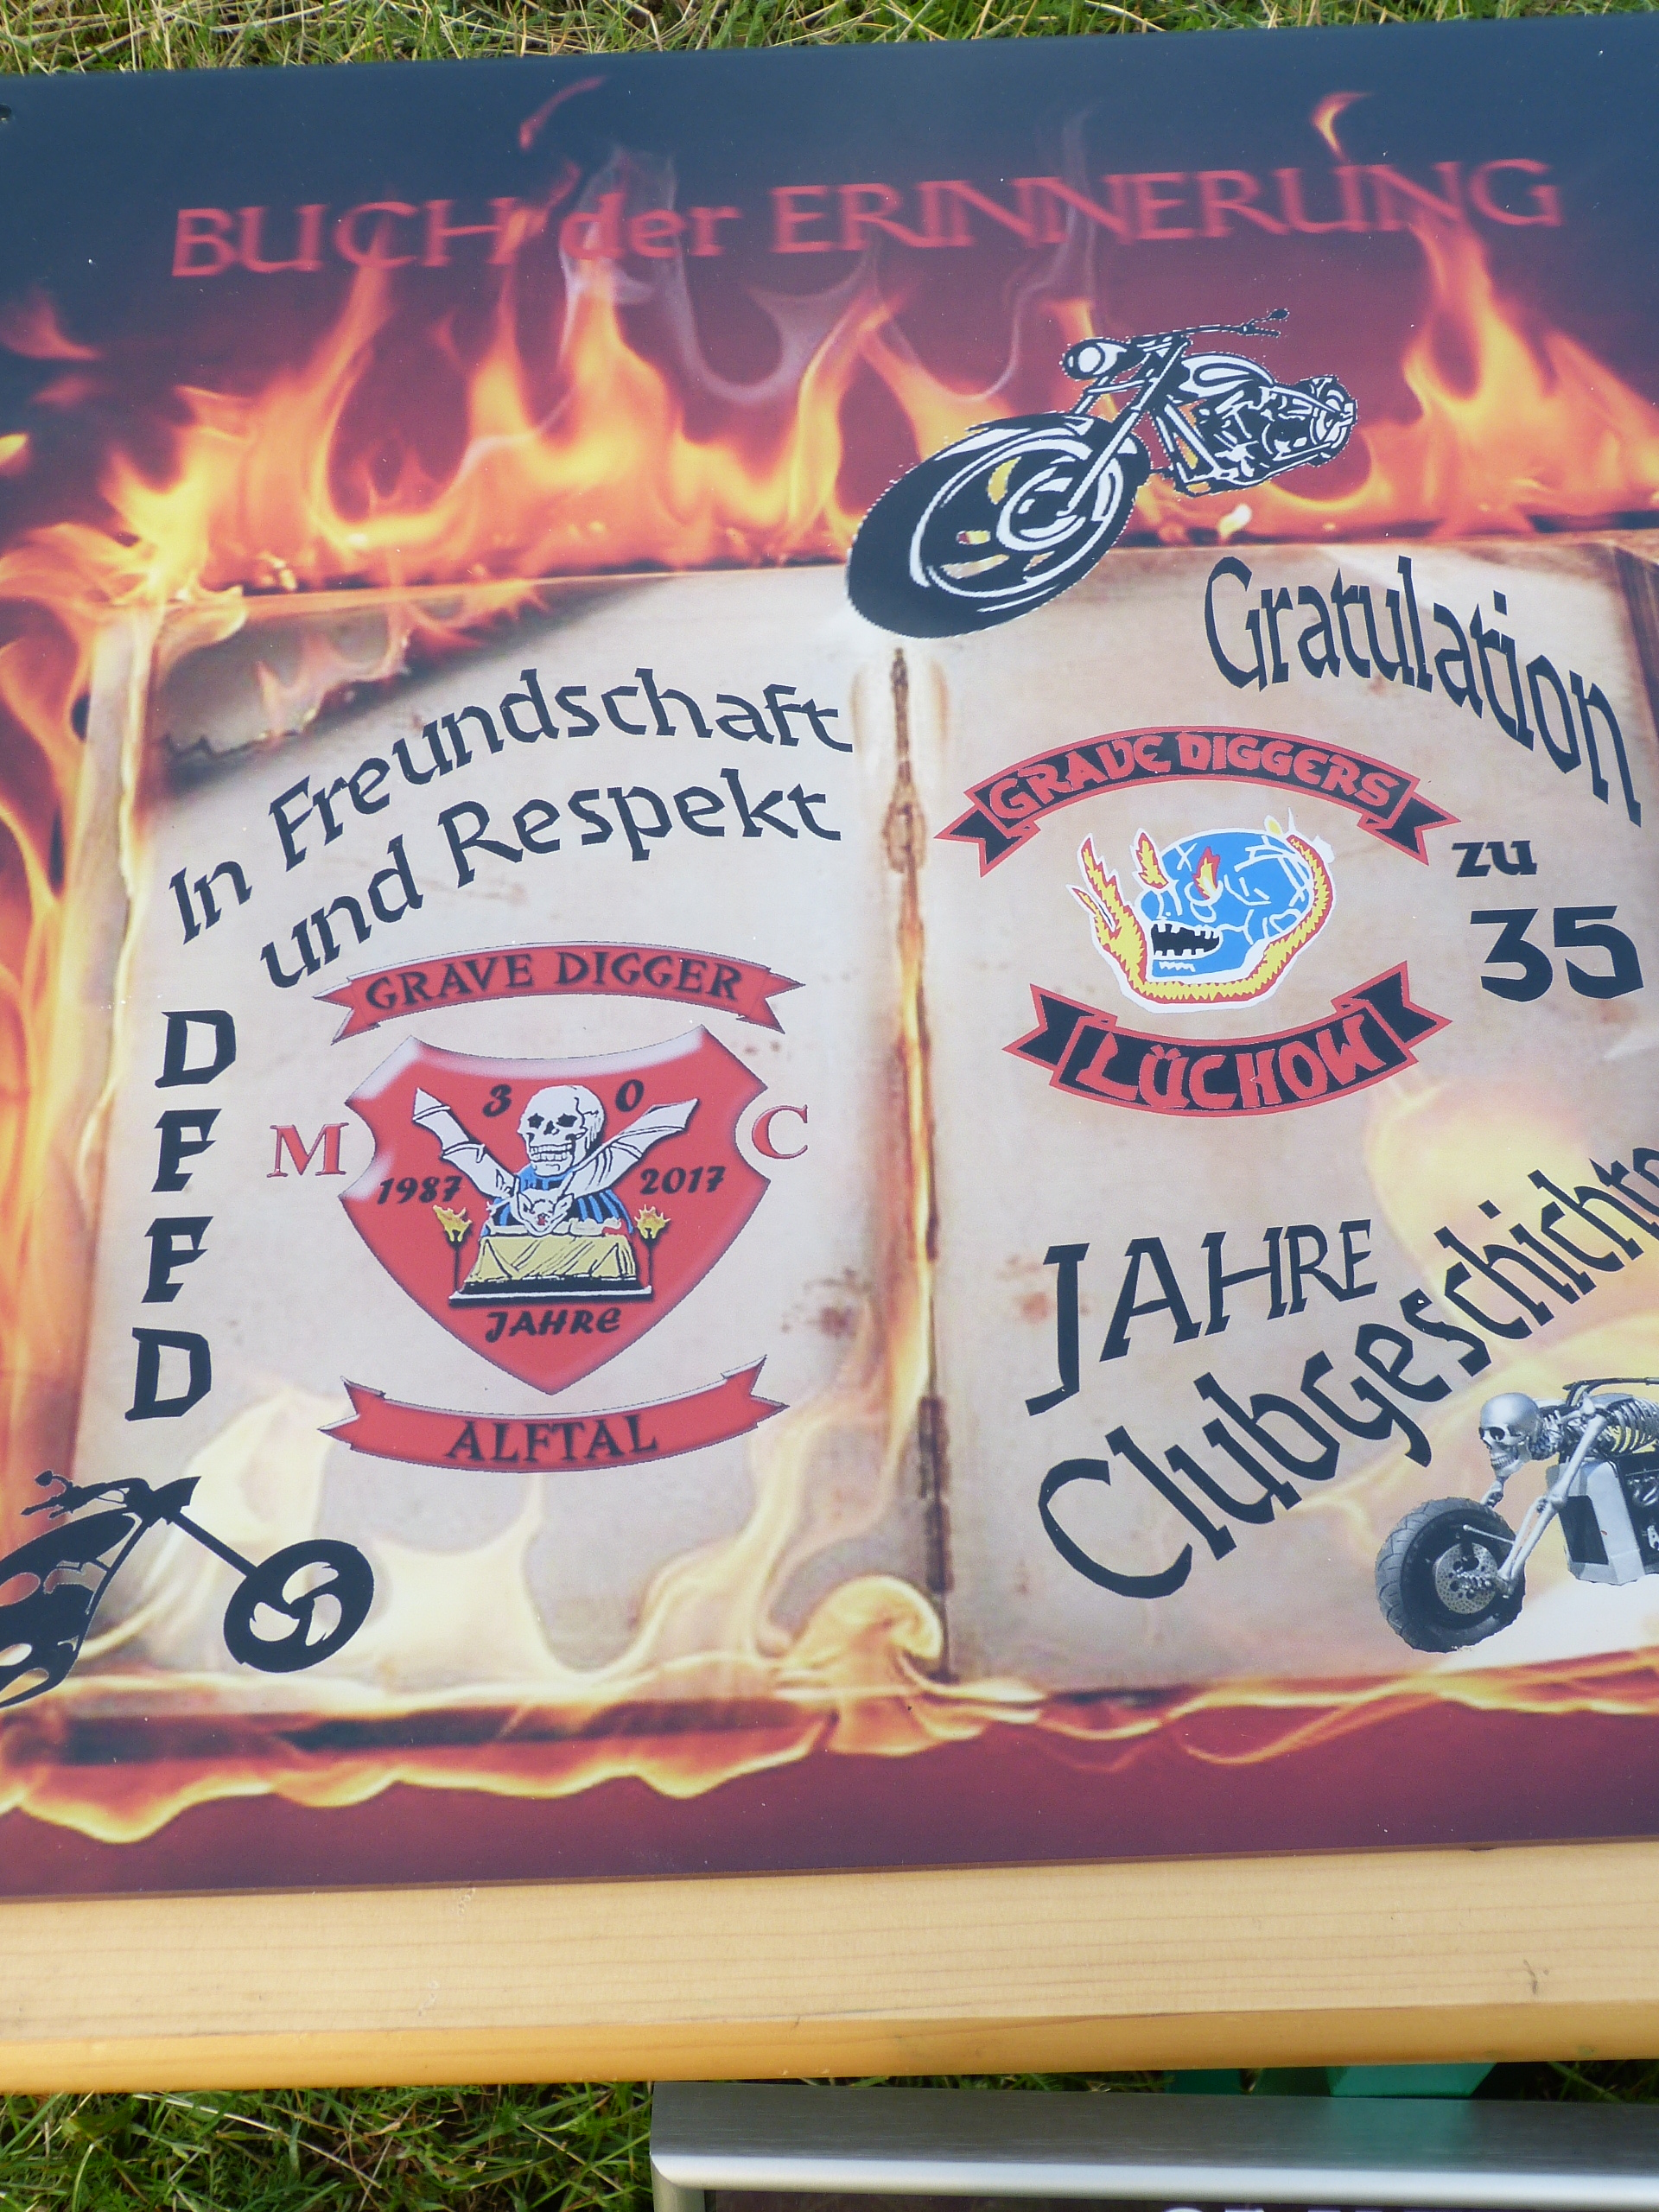 BUCH der ERINNERUNG
In Freundschaft
und Respekt
D
F
F
D
GRAVE DIGGER
M C
3 0
1987 2017
JAHRE
ALFTAL
Gratulation
GRAVE DIGGERS
LÜCHOW
zu
35
JAHRE
Clubgeschichte